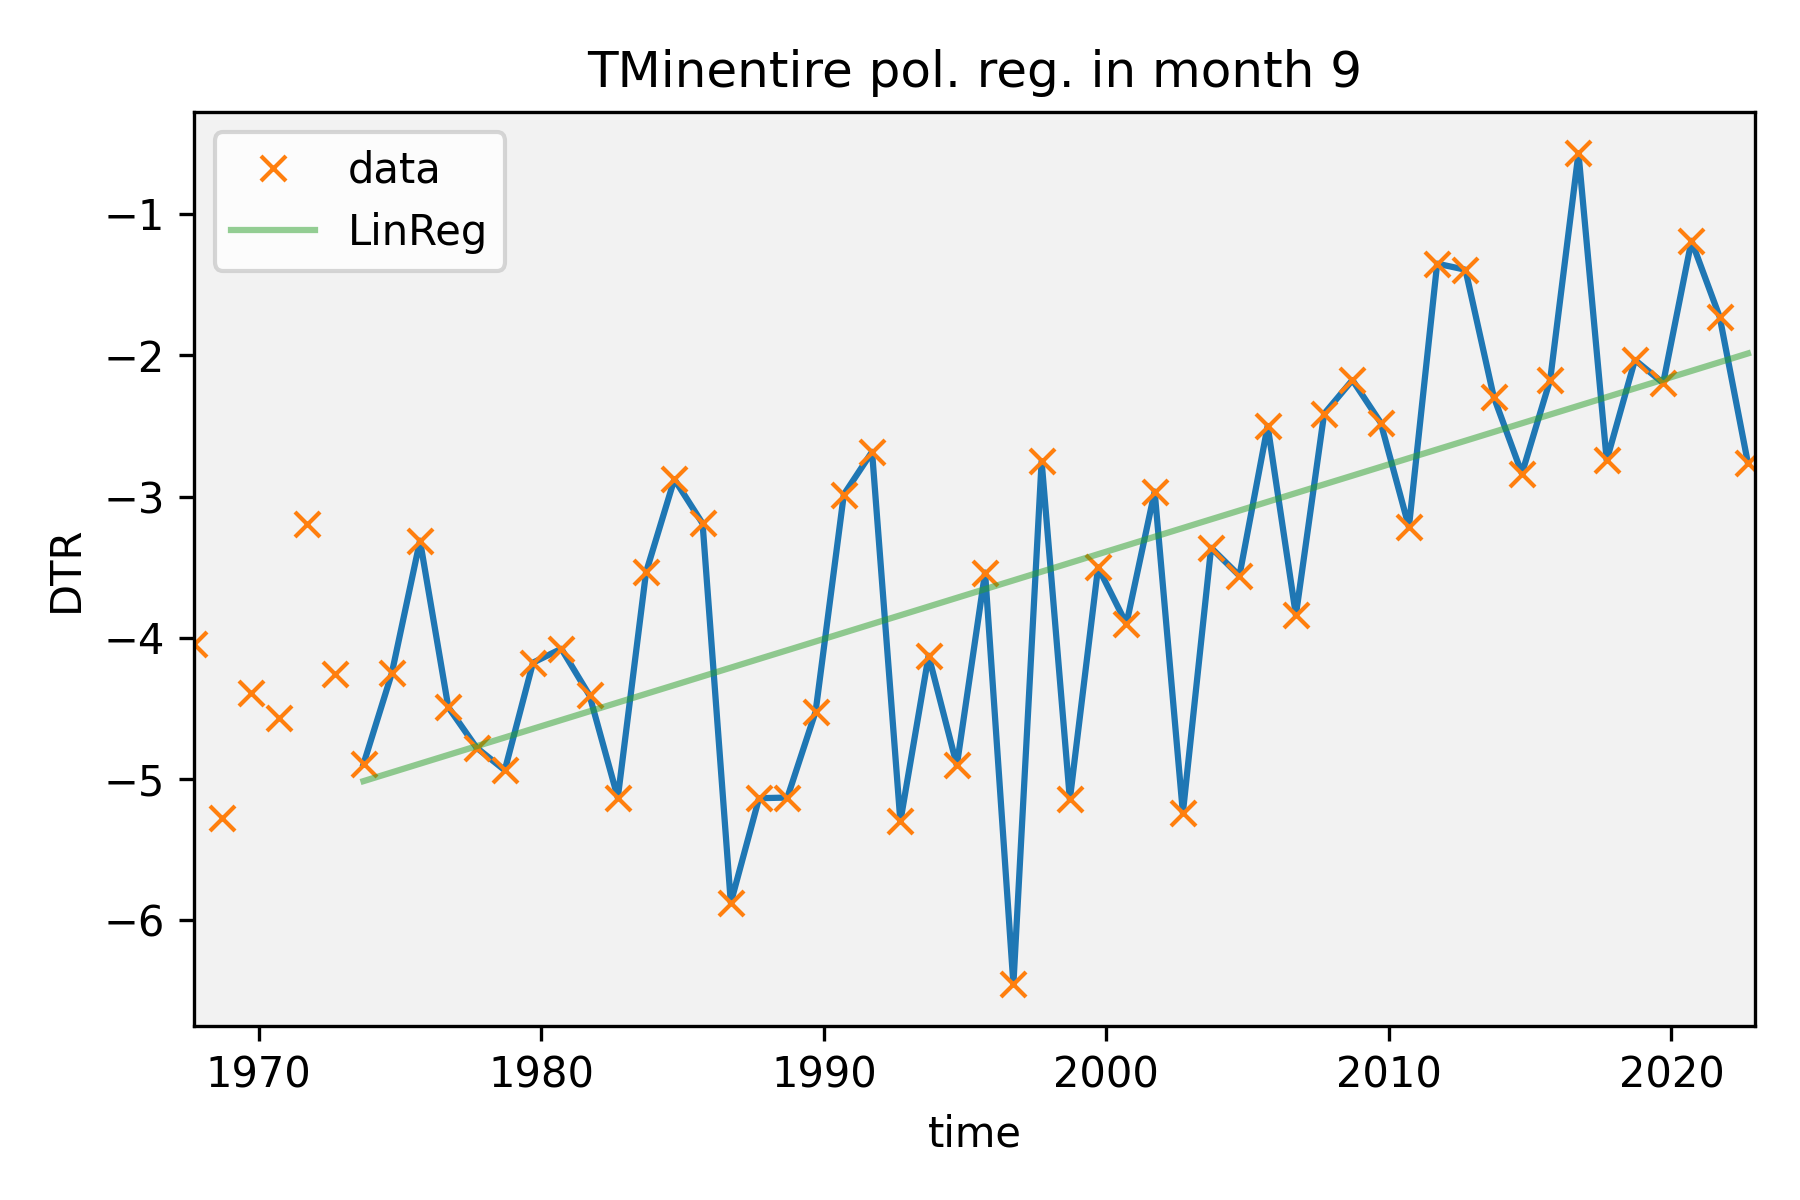 TMinentire pol. reg. in month 9
data
LinReg
DTR
−1
−2
−3
−4
−5
−6
1970 1980 1990 2000 2010 2020
time